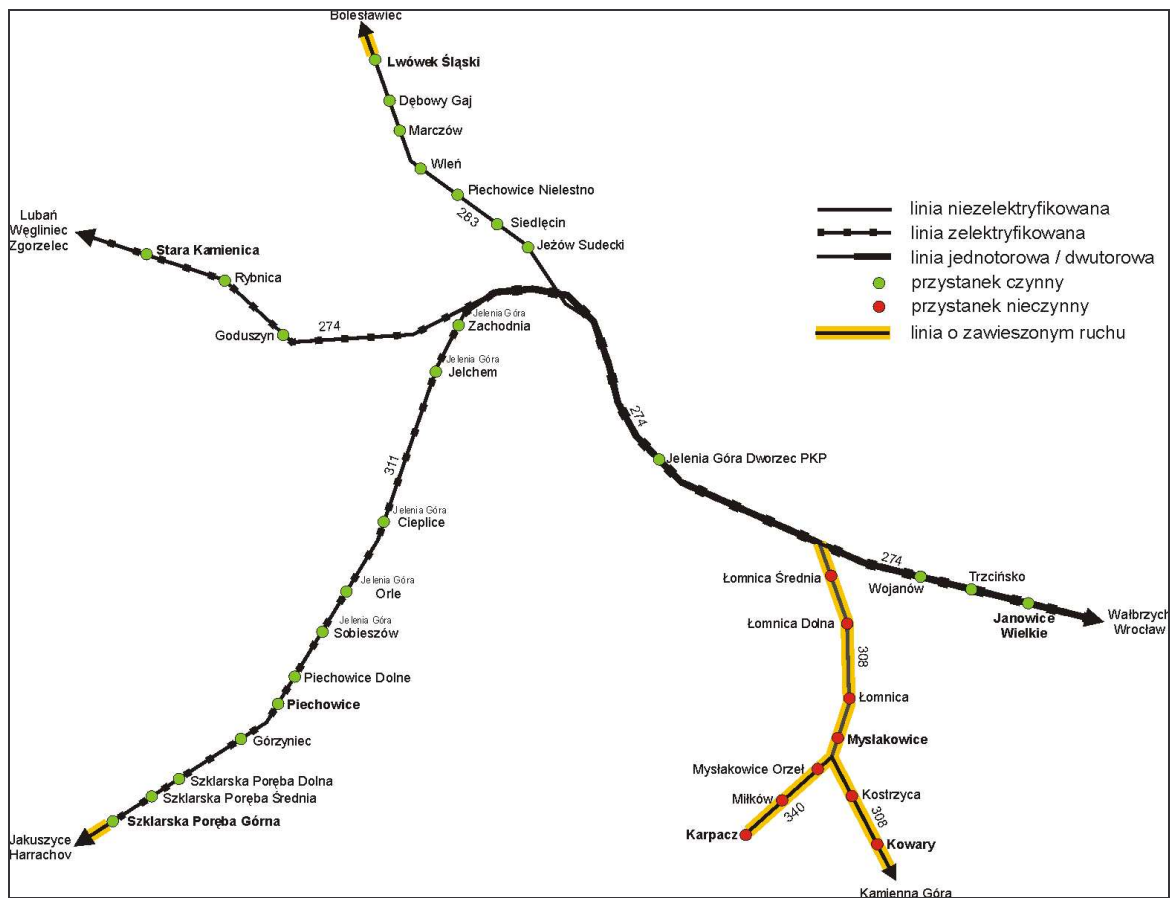 Bolesławiec
Lwówek Śląski
Dębowy Gaj
Marczów
Wleń
Piechowice Nielestno
283
Siedlęcin
Jeżów Sudecki
Lubań
Węgliniec
Zgorzelec
Stara Kamienica
Rybnica
Goduszyn
274
Jelenia Góra
Zachodnia
Jelenia Góra
Jelchem
311
Jelenia Góra
Cieplice
Jelenia Góra
Orle
Jelenia Góra
Sobieszów
Piechowice Dolne
Piechowice
Górzyniec
Szklarska Poręba Dolna
Szklarska Poręba Średnia
Szklarska Poręba Górna
Jakuszyce
Harrachov
linia niezelektryfikowana
linia zelektryfikowana
linia jednotorowa / dwutorowa
przystanek czynny
przystanek nieczynny
linia o zawieszonym ruchu
274
Jelenia Góra Dworzec PKP
274
Wojanów
Trzcińsko
Janowice
Wielkie
Wałbrzych
Wrocław
Łomnica Średnia
Łomnica Dolna
308
Łomnica
Mysłakowice
Mysłakowice Orzeł
Miłków
340
Karpacz
Kostrzyca
308
Kowary
Kamienna Góra